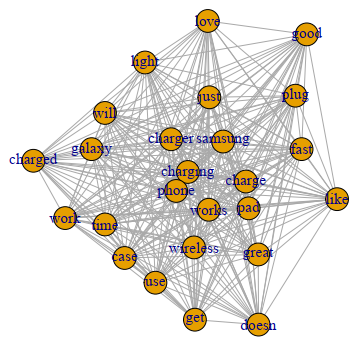 love
good
light
just
plug
will
charger
samsung
galaxy
fast
charged
charging
charge
phone
like
works
pad
work
time
wireless
great
case
use
get
doesn